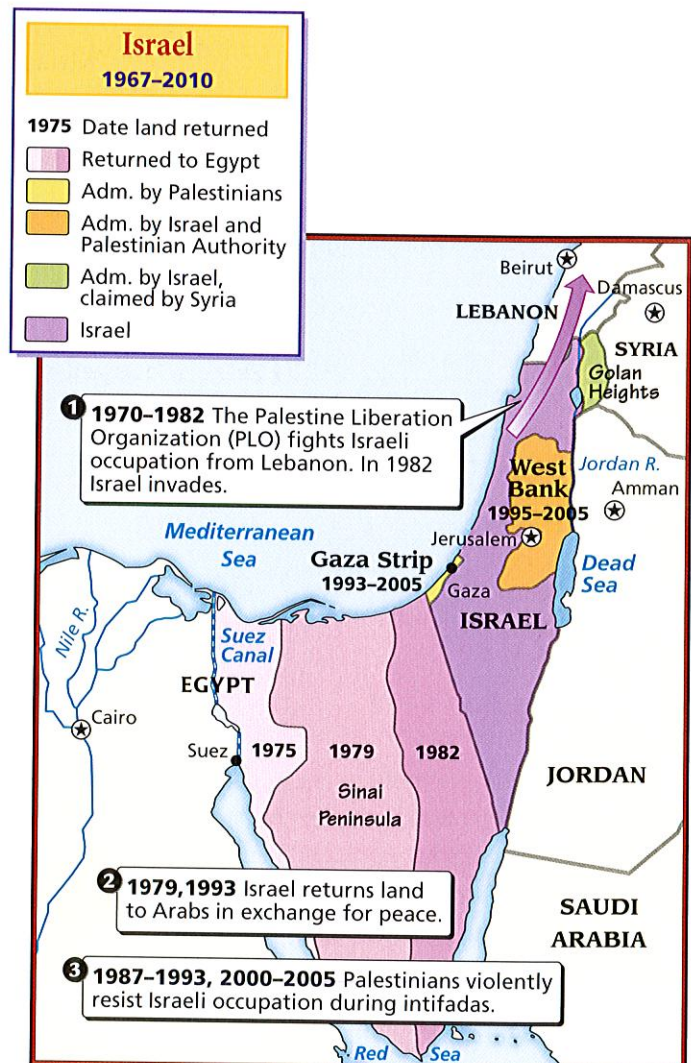 Israel
1967–2010
1975 Date land returned
Returned to Egypt
Adm. by Palestinians
Adm. by Israel and
Palestinian Authority
Adm. by Israel,
claimed by Syria
Israel
Beirut
Damascus
LEBANON
SYRIA
Golan
Heights
1 1970–1982 The Palestine Liberation
Organization (PLO) fights Israeli
occupation from Lebanon. In 1982
Israel invades.
West
Bank
1995–2005
Jordan R.
Amman
Jerusalem
Mediterranean
Sea
Gaza Strip
1993–2005
Gaza
Dead
Sea
ISRAEL
Nile R.
Suez
Canal
EGYPT
Cairo
Suez
1975
1979
1982
Sinai
Peninsula
JORDAN
2 1979,1993 Israel returns land
to Arabs in exchange for peace.
SAUDI
ARABIA
3 1987–1993, 2000–2005 Palestinians violently
resist Israeli occupation during intifadas.
Red Sea